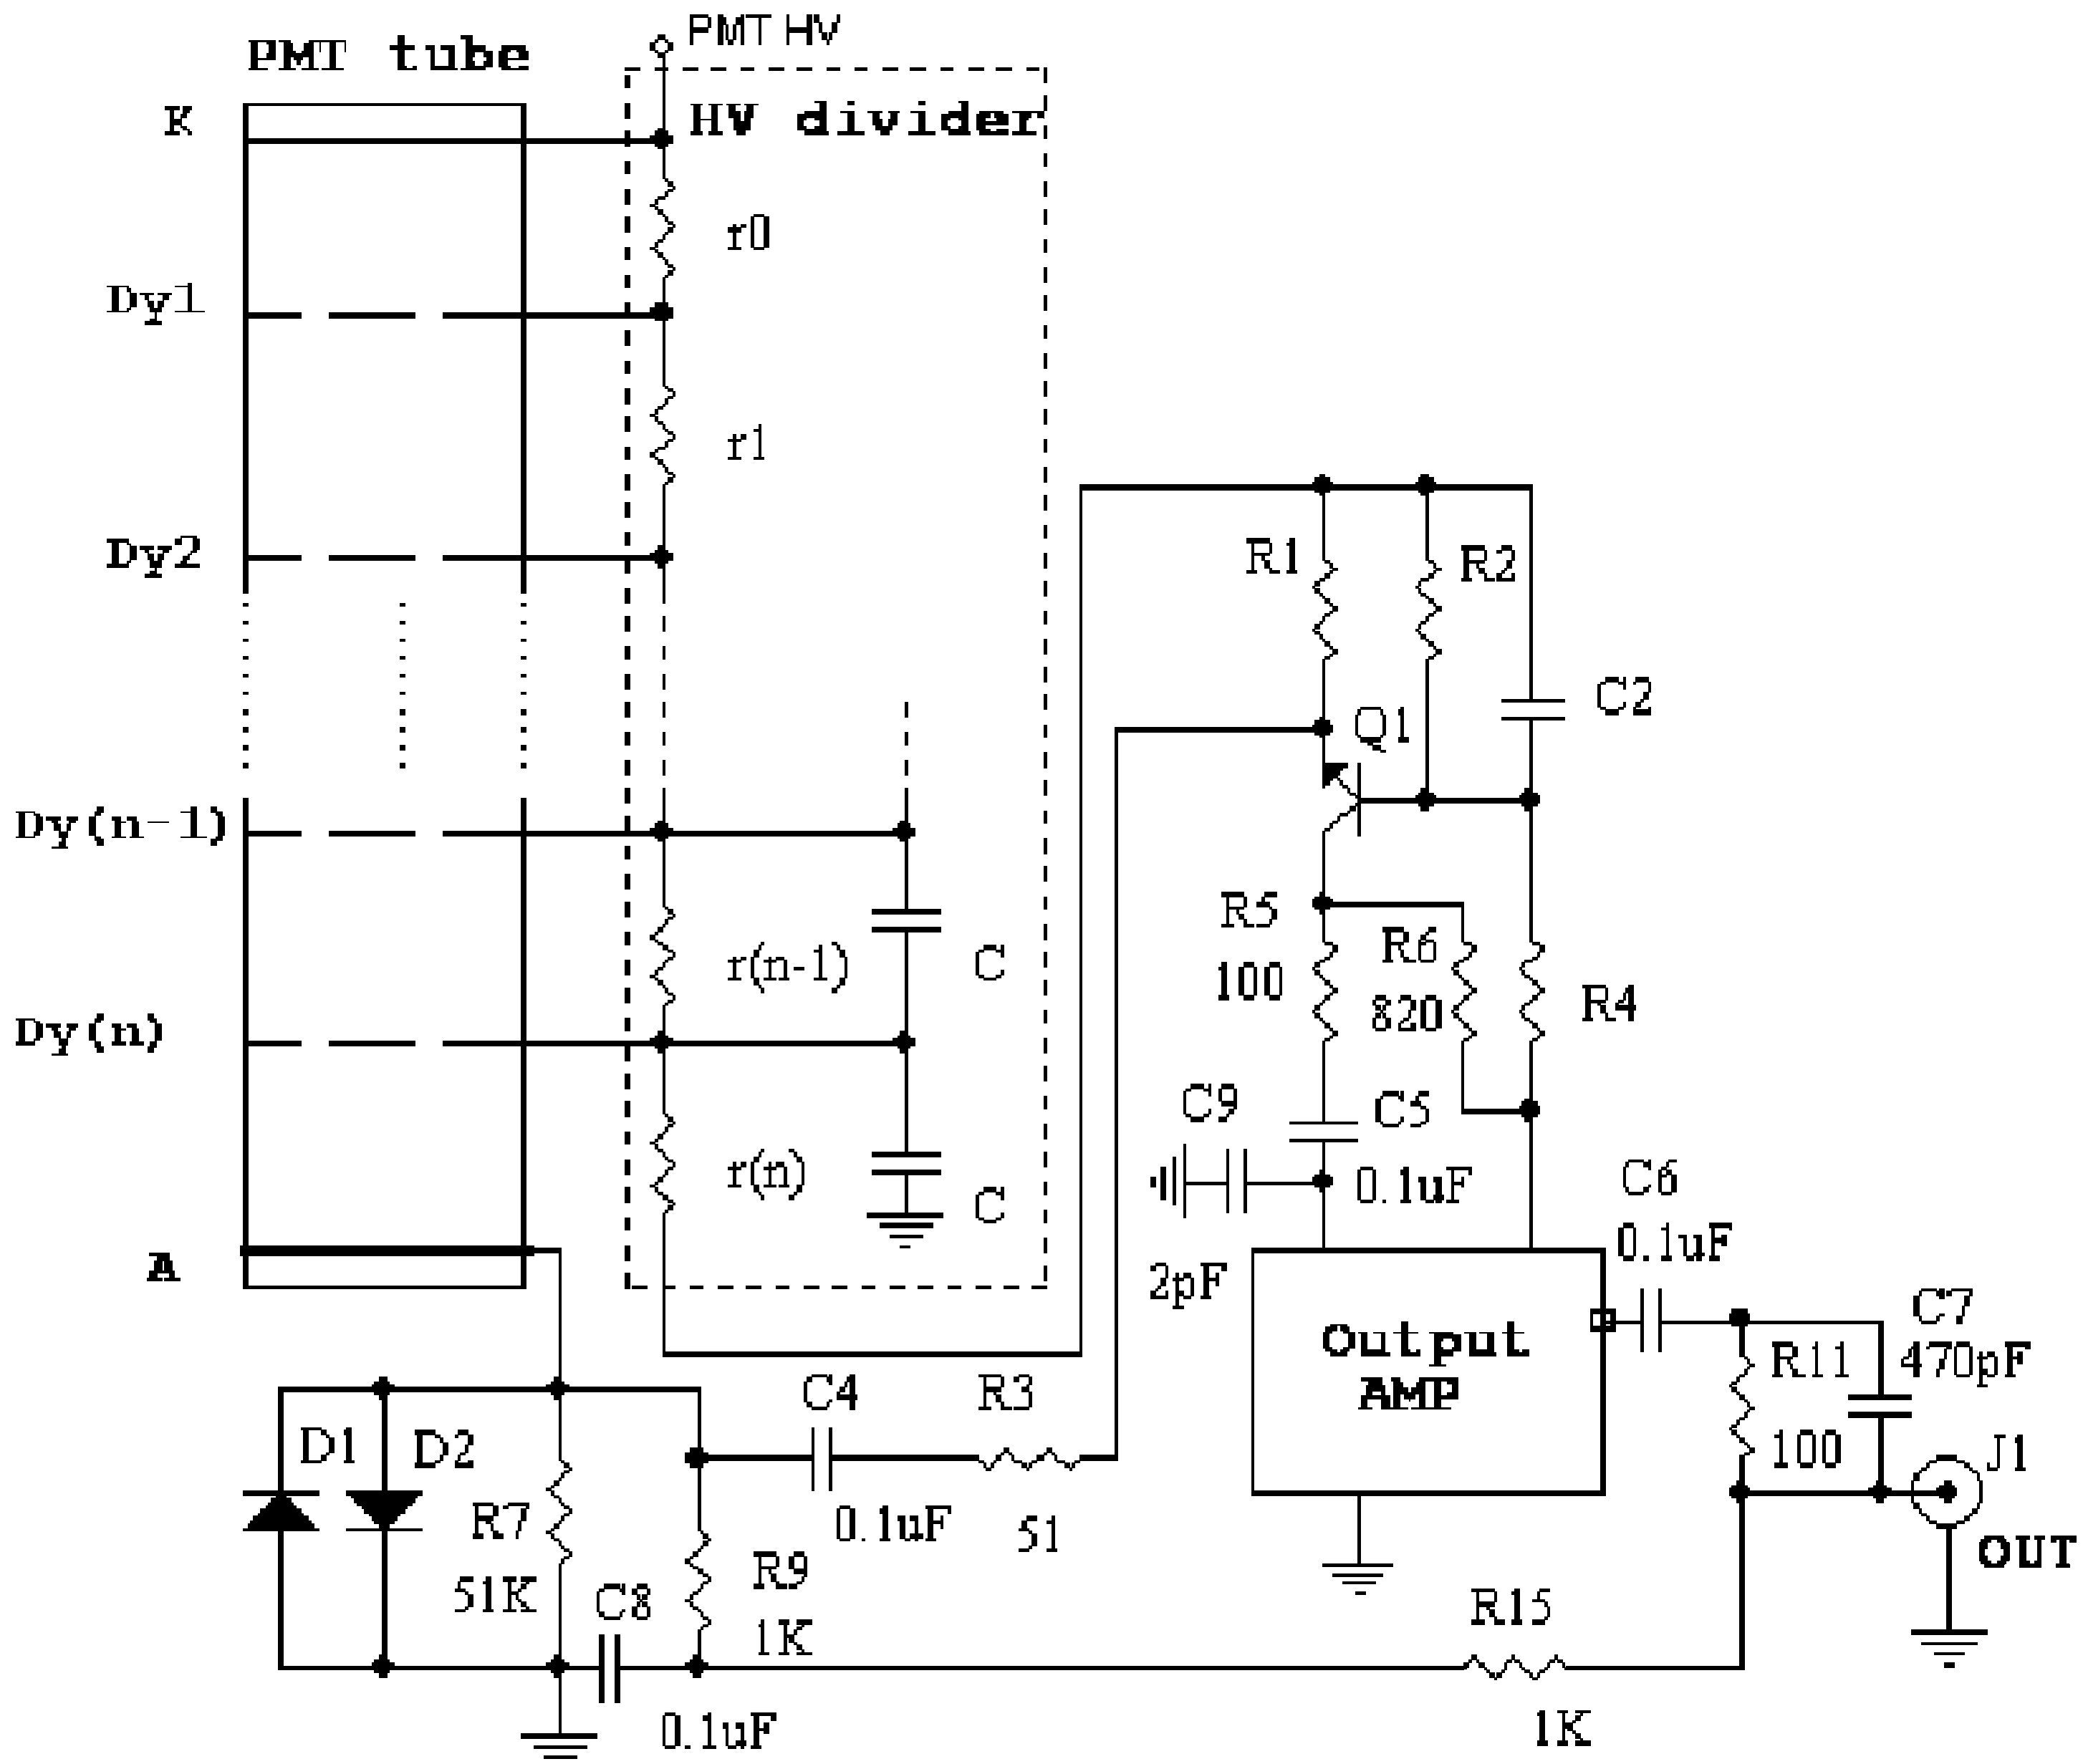 PMT HV
PMT tube
K
HV divider
r0
Dy1
r1
Dy2
R1
R2
C2
Q1
Dy(n-1)
R5
100
R6
820
r(n-1)
C
R4
Dy(n)
C9
C5
r(n)
C
0.1uF
C6
0.1uF
A
2pF
Output
AMP
C7
470pF
R11
100
C4
R3
D1
D2
J1
R7
51K
0.1uF
51
OUT
C8
R9
1K
R15
0.1uF
1K